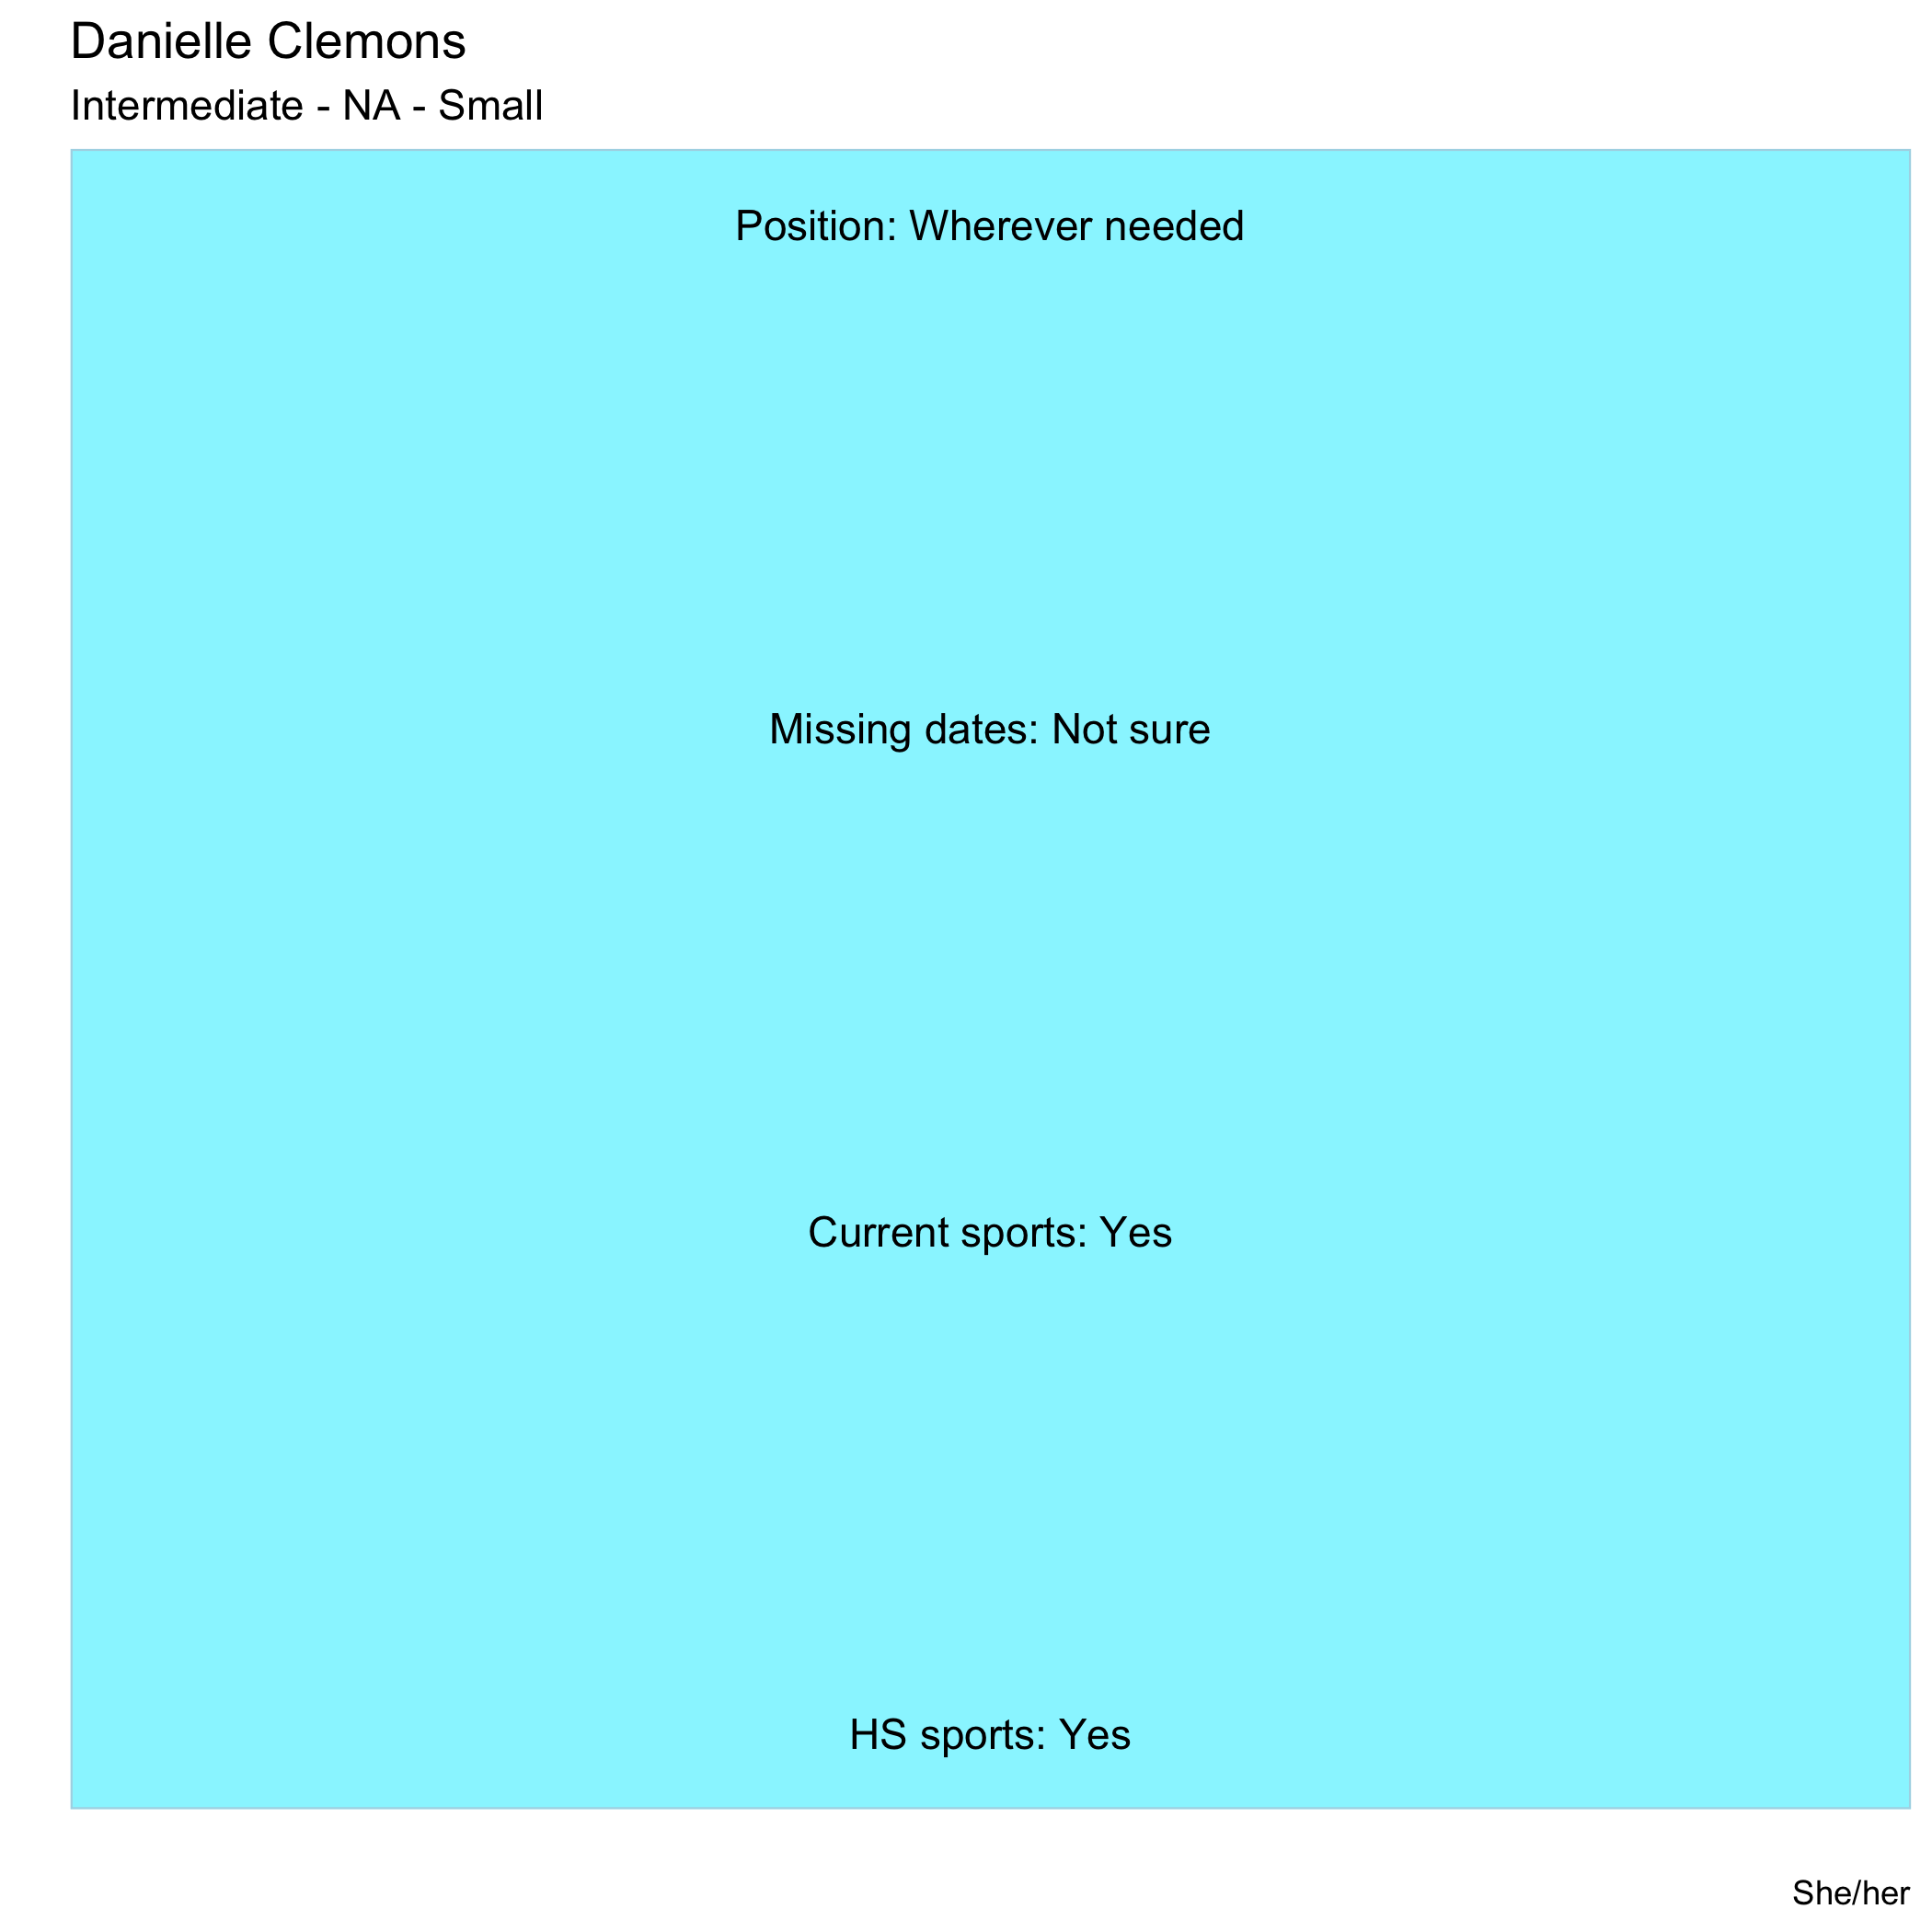 Danielle Clemons
Intermediate - NA - Small
Position: Wherever needed
Missing dates: Not sure
Current sports: Yes
HS sports: Yes
She/her